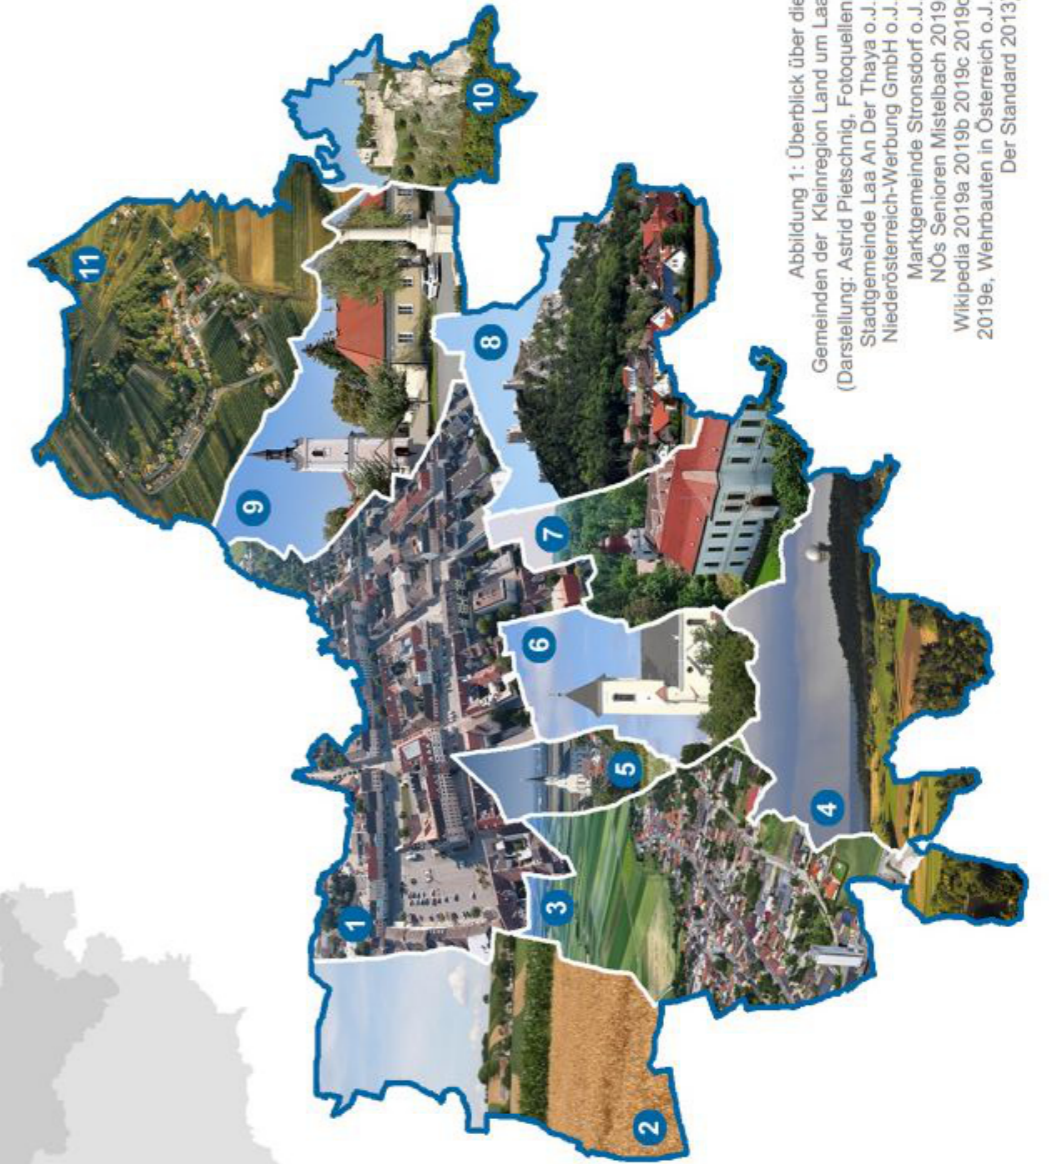 11
10
9
8
7
6
1
5
3
4
2
Abbildung 1: Überblick über die
Gemeinden der Kleinregion Land um Laa
(Darstellung: Astrid Pietschnig, Fotoquellen
Stadtgemeinde Laa An Der Thaya o.J.
Niederösterreich-Werbung GmbH o.J.
Marktgemeinde Stronsdorf o.J.
NÖs Senioren Mistelbach 2019
Wikipedia 2019a 2019b 2019c 2019d
2019e, Wehrbauten in Österreich o.J.
Der Standard 2013